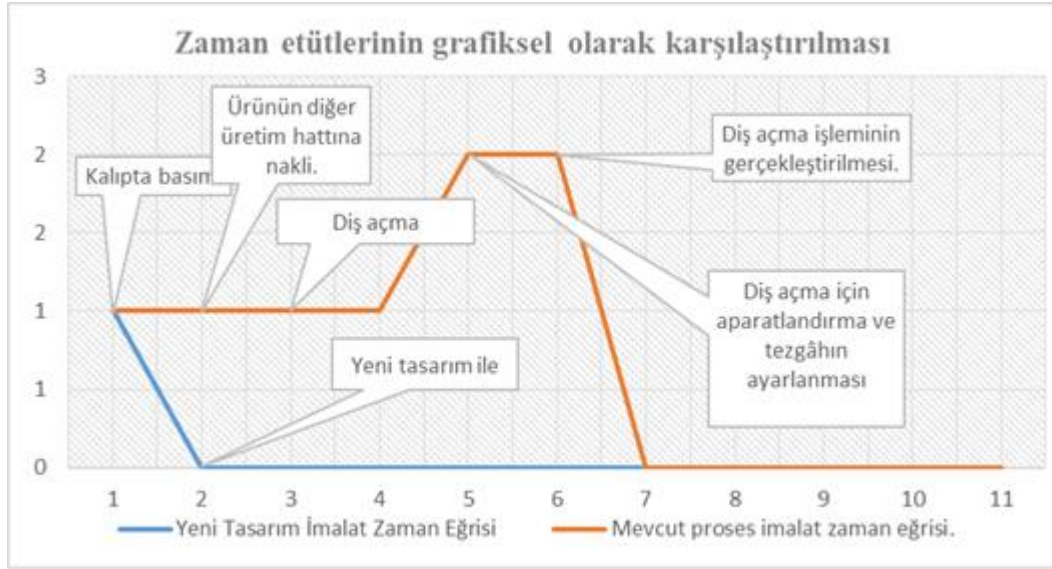 Zaman etütlerinin grafiksel olarak karşılaştırılması
3
2
2
1
1
0
Kalıpta basım
Ürünün diğer
üretim hattına
nakli.
Diş açma
Yeni tasarım ile
Diş açma işleminin
gerçekleştirilmesi.
Diş açma için
aparatlandırma ve
tezgâhın
ayarlanması
1 2 3 4 5 6 7 8 9 10 11
Yeni Tasarım İmalat Zaman Eğrisi
Mevcut proses imalat zaman eğrisi.